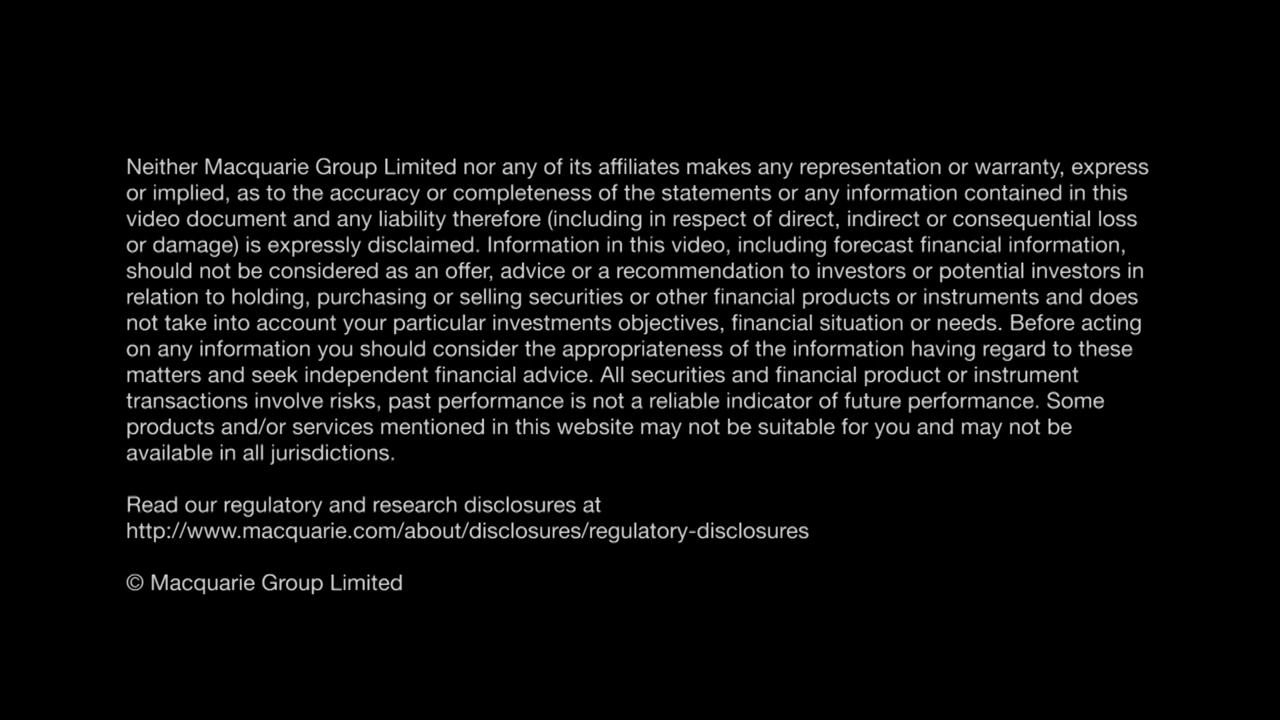 Neither Macquarie Group Limited nor any of its affiliates makes any representation or warranty, express
or implied, as to the accuracy or completeness of the statements or any information contained in this
video document and any liability therefore (including in respect of direct, indirect or consequential loss
or damage) is expressly disclaimed. Information in this video, including forecast financial information,
should not be considered as an offer, advice or a recommendation to investors or potential investors in
relation to holding, purchasing or selling securities or other financial products or instruments and does
not take into account your particular investments objectives, financial situation or needs. Before acting
on any information you should consider the appropriateness of the information having regard to these
matters and seek independent financial advice. All securities and financial product or instrument
transactions involve risks, past performance is not a reliable indicator of future performance. Some
products and/or services mentioned in this website may not be suitable for you and may not be
available in all jurisdictions.
Read our regulatory and research disclosures at
http://www.macquarie.com/about/disclosures/regulatory-disclosures
© Macquarie Group Limited